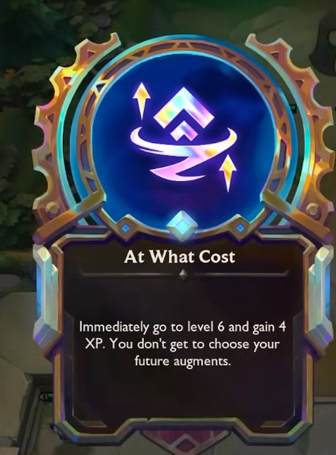 At What Cost
Immediately go to level 6 and gain 4
XP. You don't get to choose your
future augments.